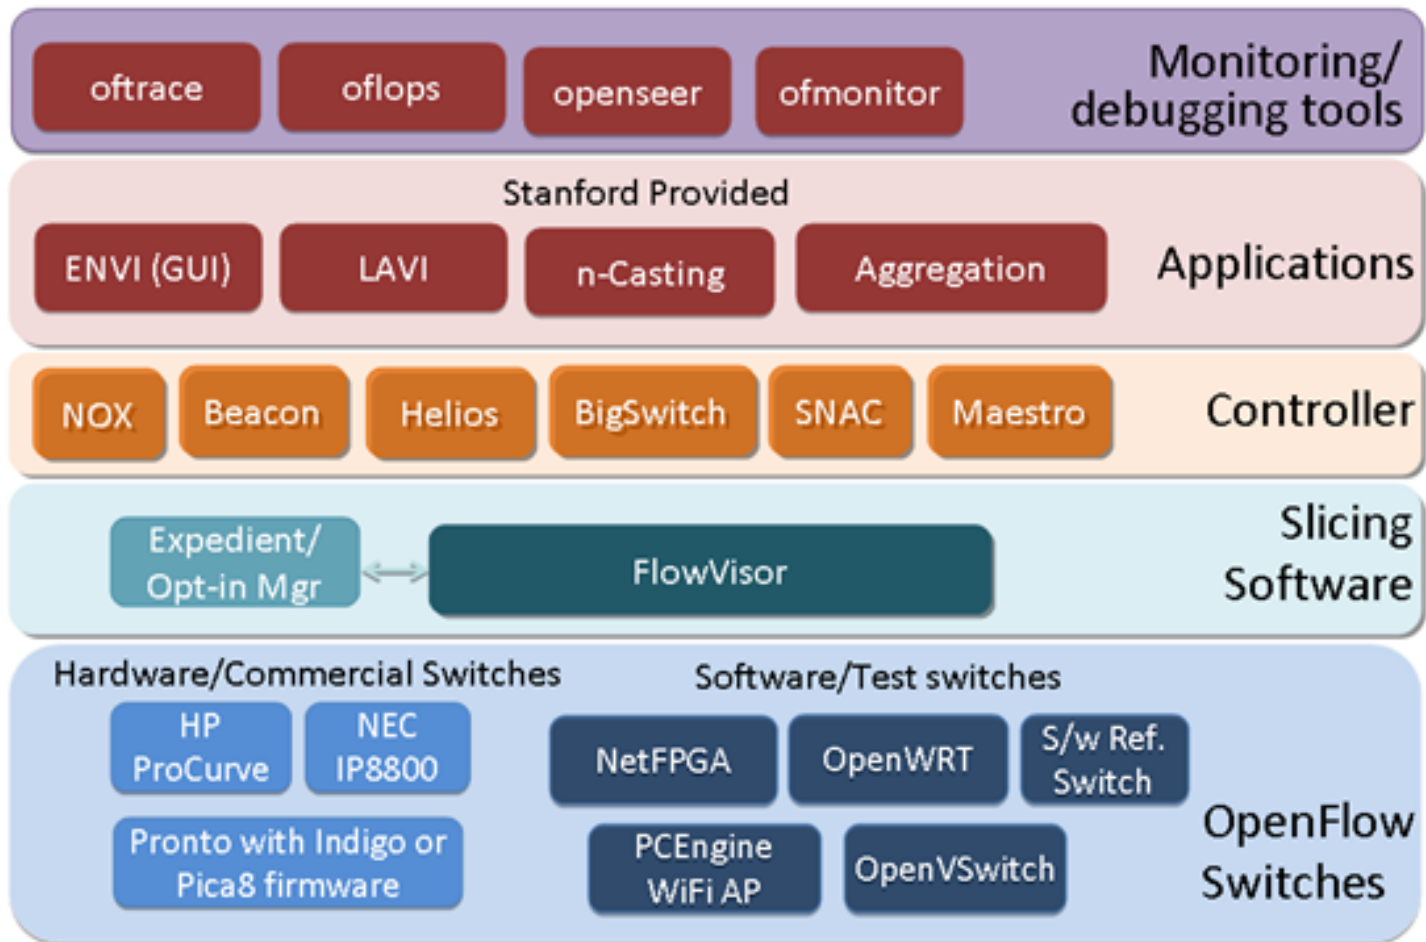 oftrace
oflops
openseer
ofmonitor
Monitoring/
debugging tools
Stanford Provided
ENVI (GUI)
LAVI
n-Casting
Aggregation
Applications
NOX
Beacon
Helios
BigSwitch
SNAC
Maestro
Controller
Expedient/
Opt-in Mgr
FlowVisor
Slicing
Software
Hardware/Commercial Switches
HP
ProCurve
NEC
IP8800
Pronto with Indigo or
Pica8 firmware
Software/Test switches
NetFPGA
OpenWRT
S/w Ref.
Switch
PCEngine
WiFi AP
OpenVSwitch
OpenFlow
Switches